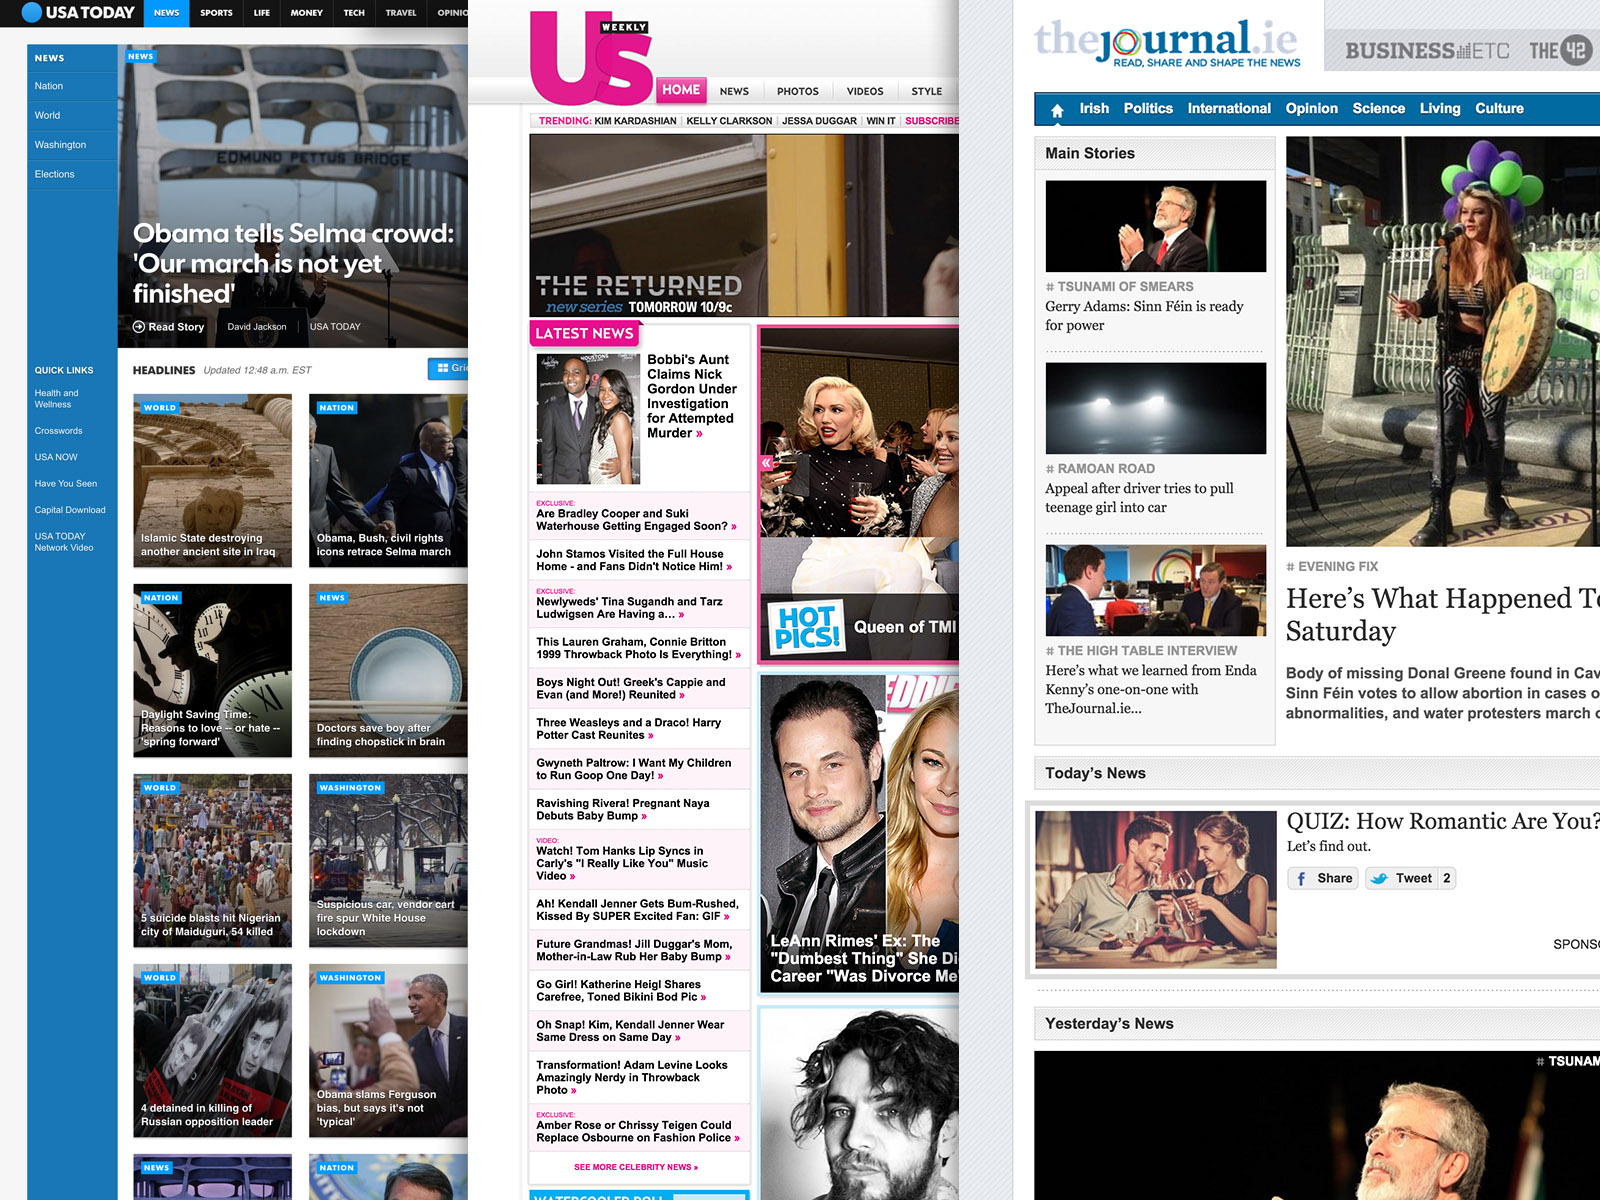 USA TODAY
NEWS
SPORTS
LIFE
MONEY
TECH
TRAVEL
OPINIO
NEWS
Nation
World
Washington
Elections
NEWS
EDMUND PETTUS BRIDGE
Obama tells Selma crowd:
'Our march is not yet
finished'
Read Story
David Jackson
USA TODAY
QUICK LINKS
Health and
Wellness
Crosswords
USA NOW
Have You Seen
Capital Download
USA TODAY
Network Video
HEADLINES
Updated 12:48 a.m. EST
Gri
WORLD
Islamic State destroying
another ancient site in Iraq
NATION
Obama, Bush, civil rights
icons retrace Selma march
NATION
Daylight Saving Time:
Reasons to love -- or hate --
'spring forward'
NEWS
Doctors save boy after
finding chopstick in brain
WORLD
5 suicide blasts hit Nigerian
city of Maiduguri, 54 killed
WASHINGTON
Suspicious car, vendor cart
fire spur White House
lockdown
WORLD
4 detained in killing of
Russian opposition leader
WASHINGTON
Obama slams Ferguson
bias, but says it's not
'typical'
NEWS
NATION
Us
WEEKLY
HOME
NEWS
PHOTOS
VIDEOS
STYLE
TRENDING: KIM KARDASHIAN | KELLY CLARKSON | JESSA DUGGAR | WIN IT | SUBSCRIBE
THE RETURNED
new series TOMORROW 10/9c
LATEST NEWS
Bobbi's Aunt
Claims Nick
Gordon Under
Investigation
for Attempted
Murder »
EXCLUSIVE:
Are Bradley Cooper and Suki
Waterhouse Getting Engaged Soon? »
John Stamos Visited the Full House
Home - and Fans Didn't Notice Him! »
EXCLUSIVE:
Newlyweds' Tina Sugandh and Tarz
Ludwigsen Are Having a... »
This Lauren Graham, Connie Britton
1999 Throwback Photo Is Everything! »
Boys Night Out! Greek's Cappie and
Evan (and More!) Reunited »
Three Weasleys and a Draco! Harry
Potter Cast Reunites »
Gwyneth Paltrow: I Want My Children
to Run Goop One Day! »
Ravishing Rivera! Pregnant Naya
Debuts Baby Bump »
VIDEO:
Watch! Tom Hanks Lip Syncs in
Carly's "I Really Like You" Music
Video »
Ah! Kendall Jenner Gets Bum-Rushed,
Kissed By SUPER Excited Fan: GIF »
Future Grandmas! Jill Duggar's Mom,
Mother-in-Law Rub Her Baby Bump »
Go Girl! Katherine Heigl Shares
Carefree, Toned Bikini Bod Pic »
Oh Snap! Kim, Kendall Jenner Wear
Same Dress on Same Day »
Transformation! Adam Levine Looks
Amazingly Nerdy in Throwback
Photo »
EXCLUSIVE:
Amber Rose or Chrissy Teigen Could
Replace Osbourne on Fashion Police »
SEE MORE CELEBRITY NEWS »
WATERCOOLER POLL
«
HOT
PICS!
Queen of TMI
EDDIE
LeAnn Rimes' Ex: The
"Dumbest Thing" She Di
Career "Was Divorce Me
thejournal.ie
READ, SHARE AND SHAPE THE NEWS
BUSINESS ETC
THE 42
Irish
Politics
International
Opinion
Science
Living
Culture
Main Stories
# TSUNAMI OF SMEARS
Gerry Adams: Sinn Féin is ready
for power
# RAMOAN ROAD
Appeal after driver tries to pull
teenage girl into car
# THE HIGH TABLE INTERVIEW
Here's what we learned from Enda
Kenny's one-on-one with
TheJournal.ie...
SOAPBOX
# EVENING FIX
Here's What Happened To
Saturday
Body of missing Donal Greene found in Cav
Sinn Féin votes to allow abortion in cases o
abnormalities, and water protesters march o
Today's News
QUIZ: How Romantic Are You?
Let's find out.
Share
Tweet
2
SPONSO
Yesterday's News
# TSUNAM